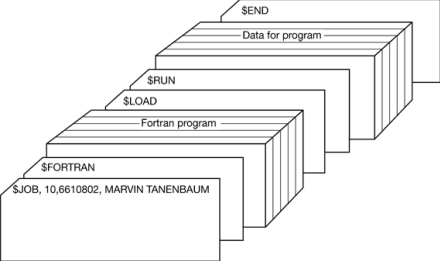 $END
Data for program
$RUN
$LOAD
Fortran program
$FORTRAN
$JOB, 10,6610802, MARVIN TANENBAUM